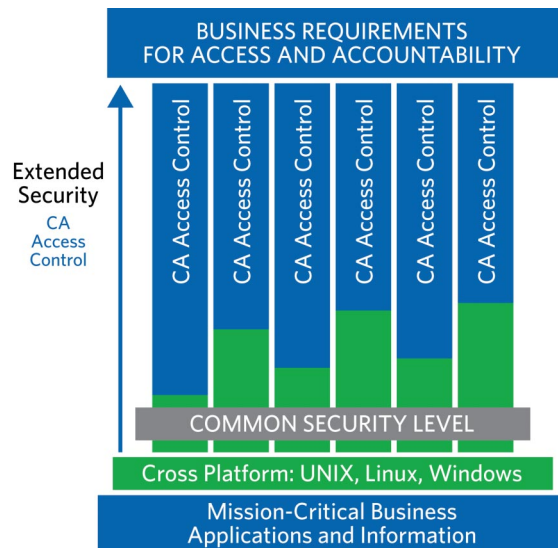 BUSINESS REQUIREMENTS
FOR ACCESS AND ACCOUNTABILITY
Extended
Security
CA
Access
Control
CA Access Control
CA Access Control
CA Access Control
CA Access Control
CA Access Control
CA Access Control
COMMON SECURITY LEVEL
Cross Platform: UNIX, Linux, Windows
Mission-Critical Business
Applications and Information